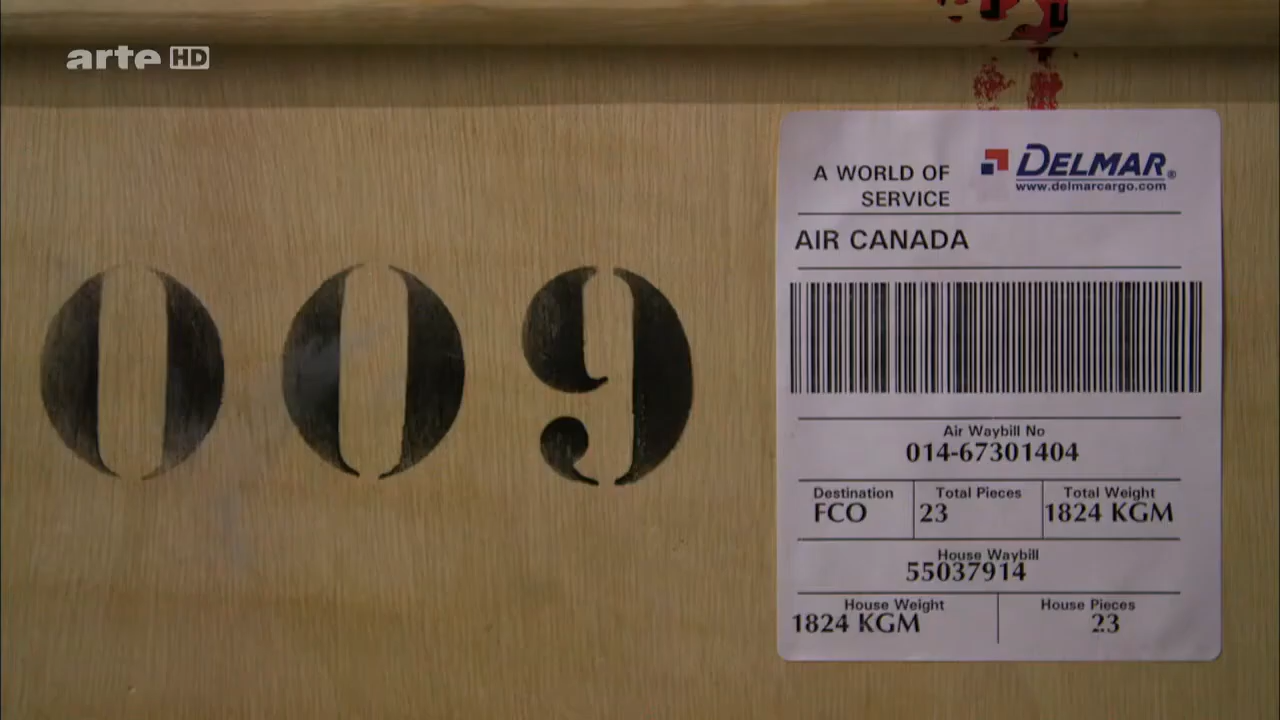 arte HD
009
A WORLD OF
SERVICE
DELMAR®
www.delmarcargo.com
AIR CANADA
Air Waybill No
014-67301404
Destination
FCO
Total Pieces
23
Total Weight
1824 KGM
House Waybill
55037914
House Weight
1824 KGM
House Pieces
23